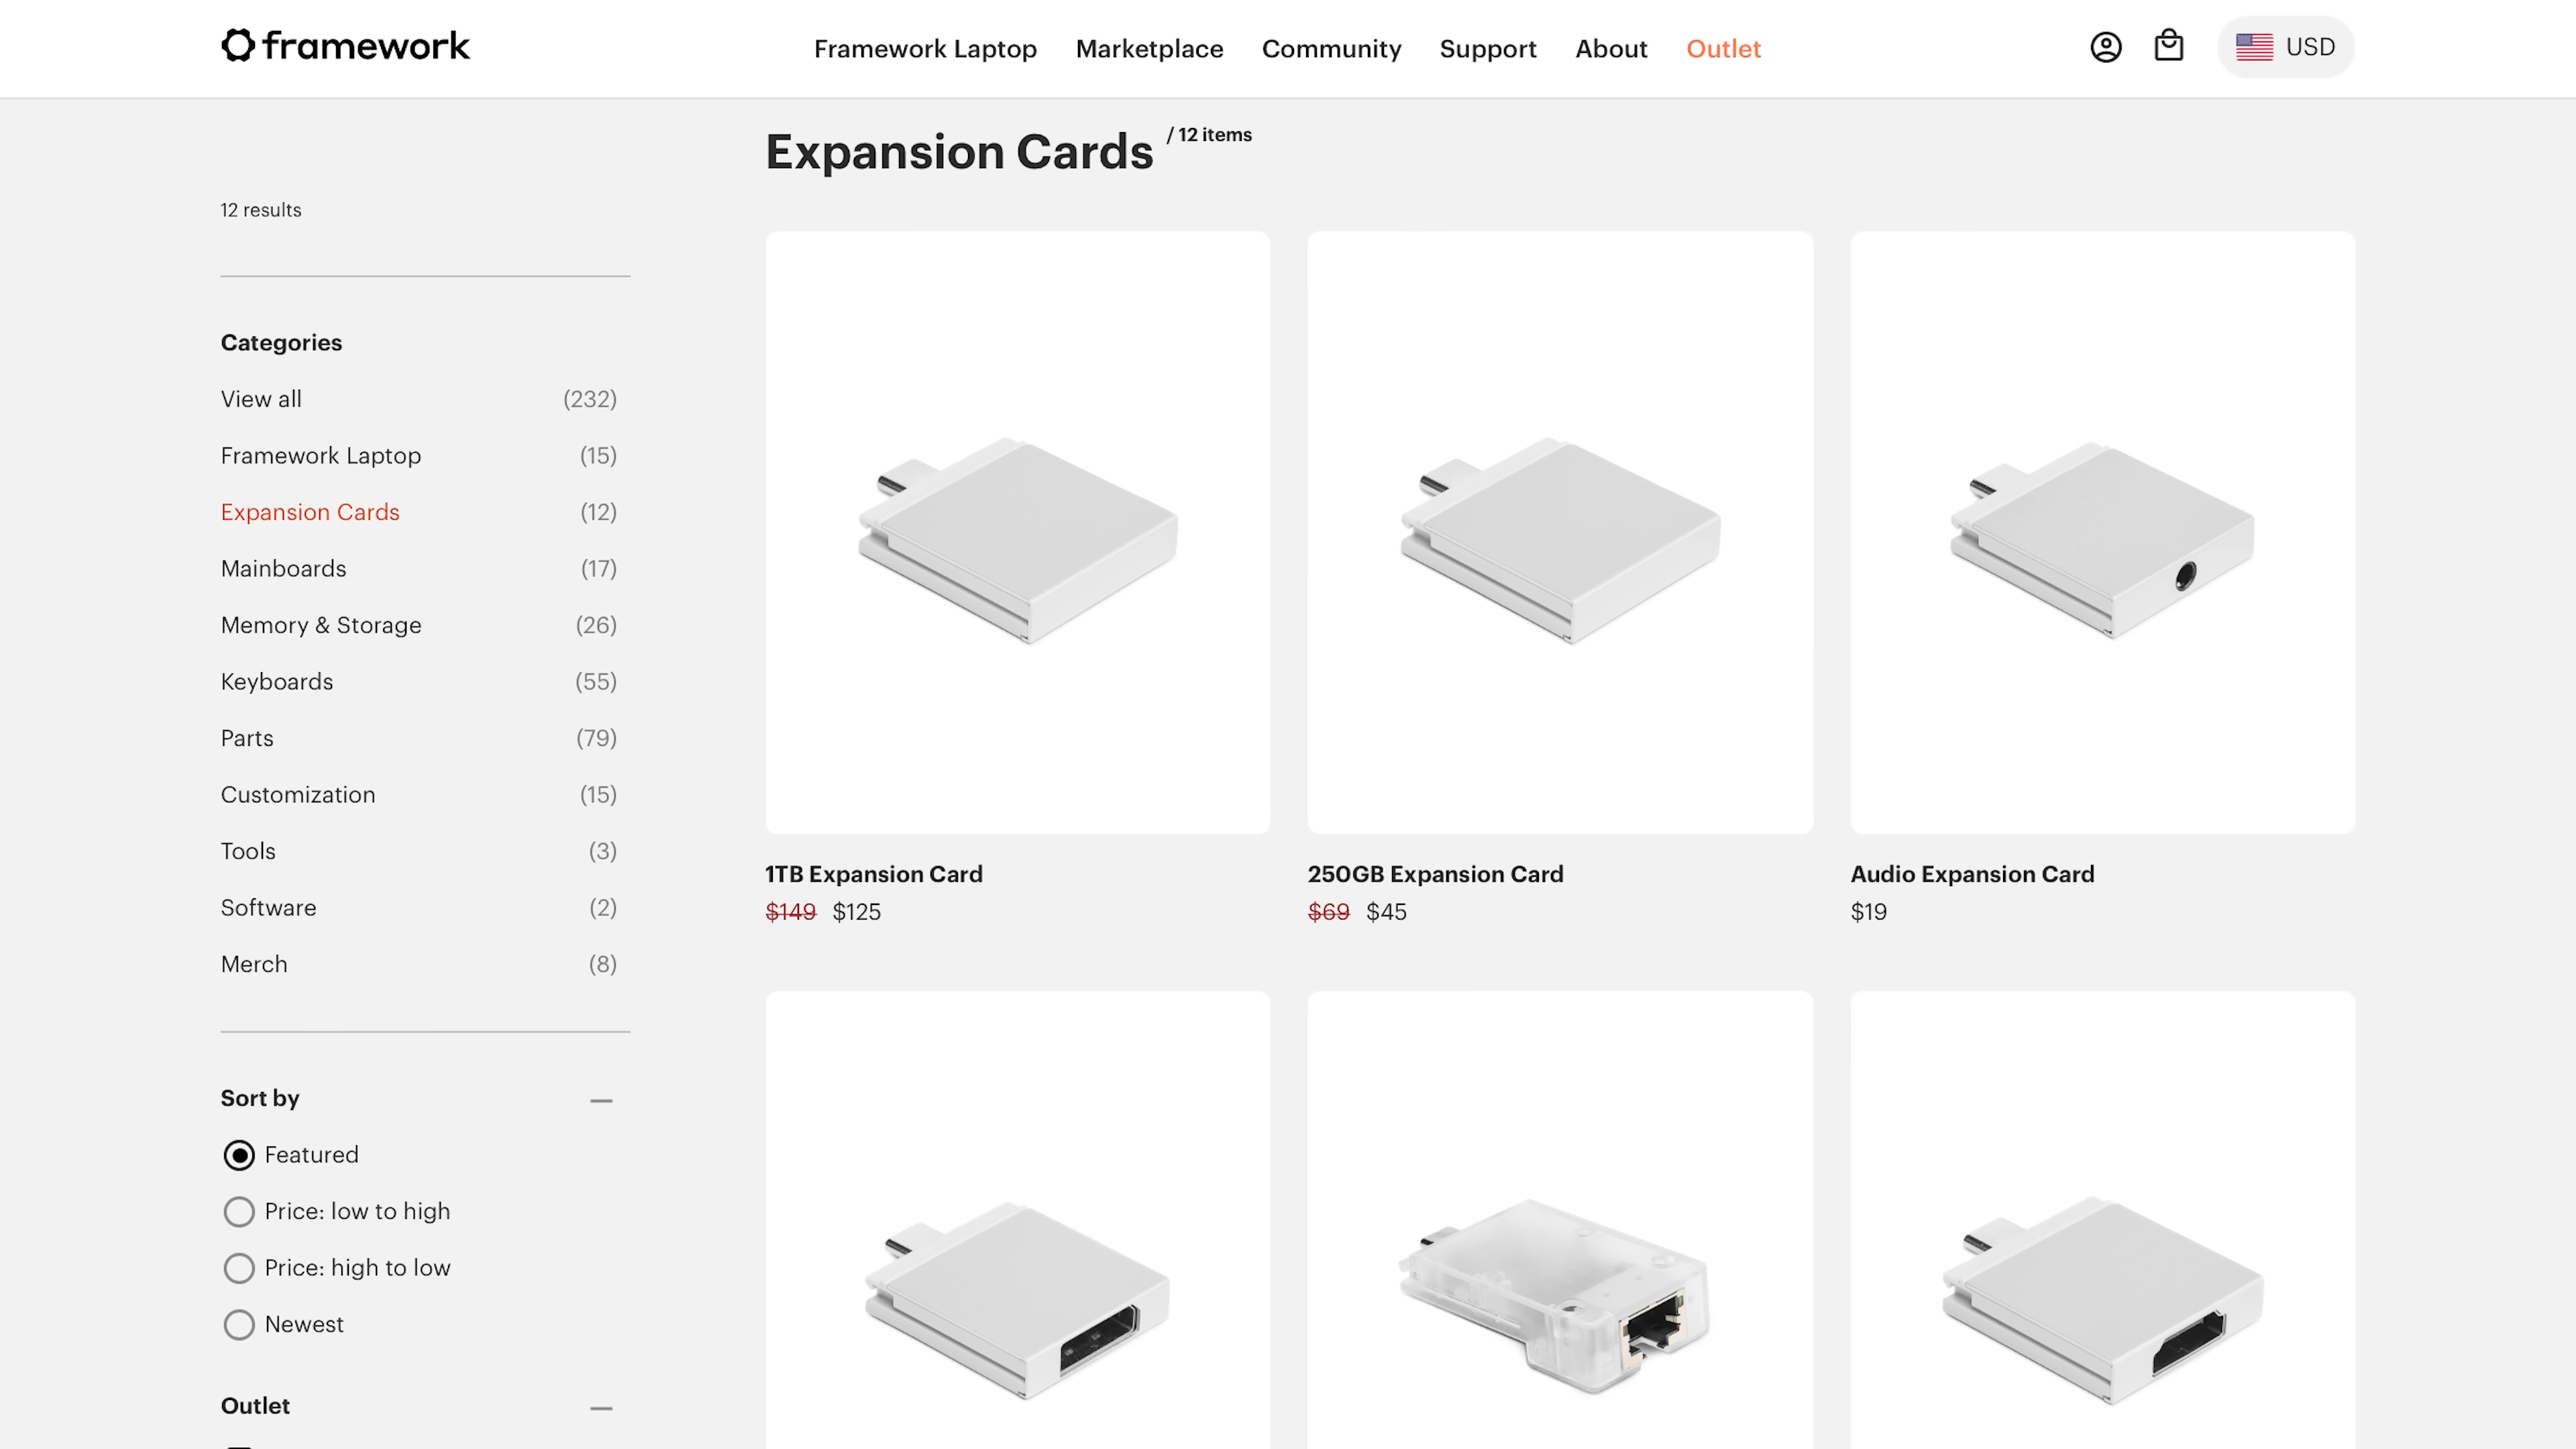 framework
Framework Laptop
Marketplace
Community
Support
About
Outlet
USD
Expansion Cards / 12 items
12 results
Categories
View all (232)
Framework Laptop (15)
Expansion Cards (12)
Mainboards (17)
Memory & Storage (26)
Keyboards (55)
Parts (79)
Customization (15)
Tools (3)
Software (2)
Merch (8)
Sort by
Featured
Price: low to high
Price: high to low
Newest
Outlet
1TB Expansion Card
$149 $125
250GB Expansion Card
$69 $45
Audio Expansion Card
$19